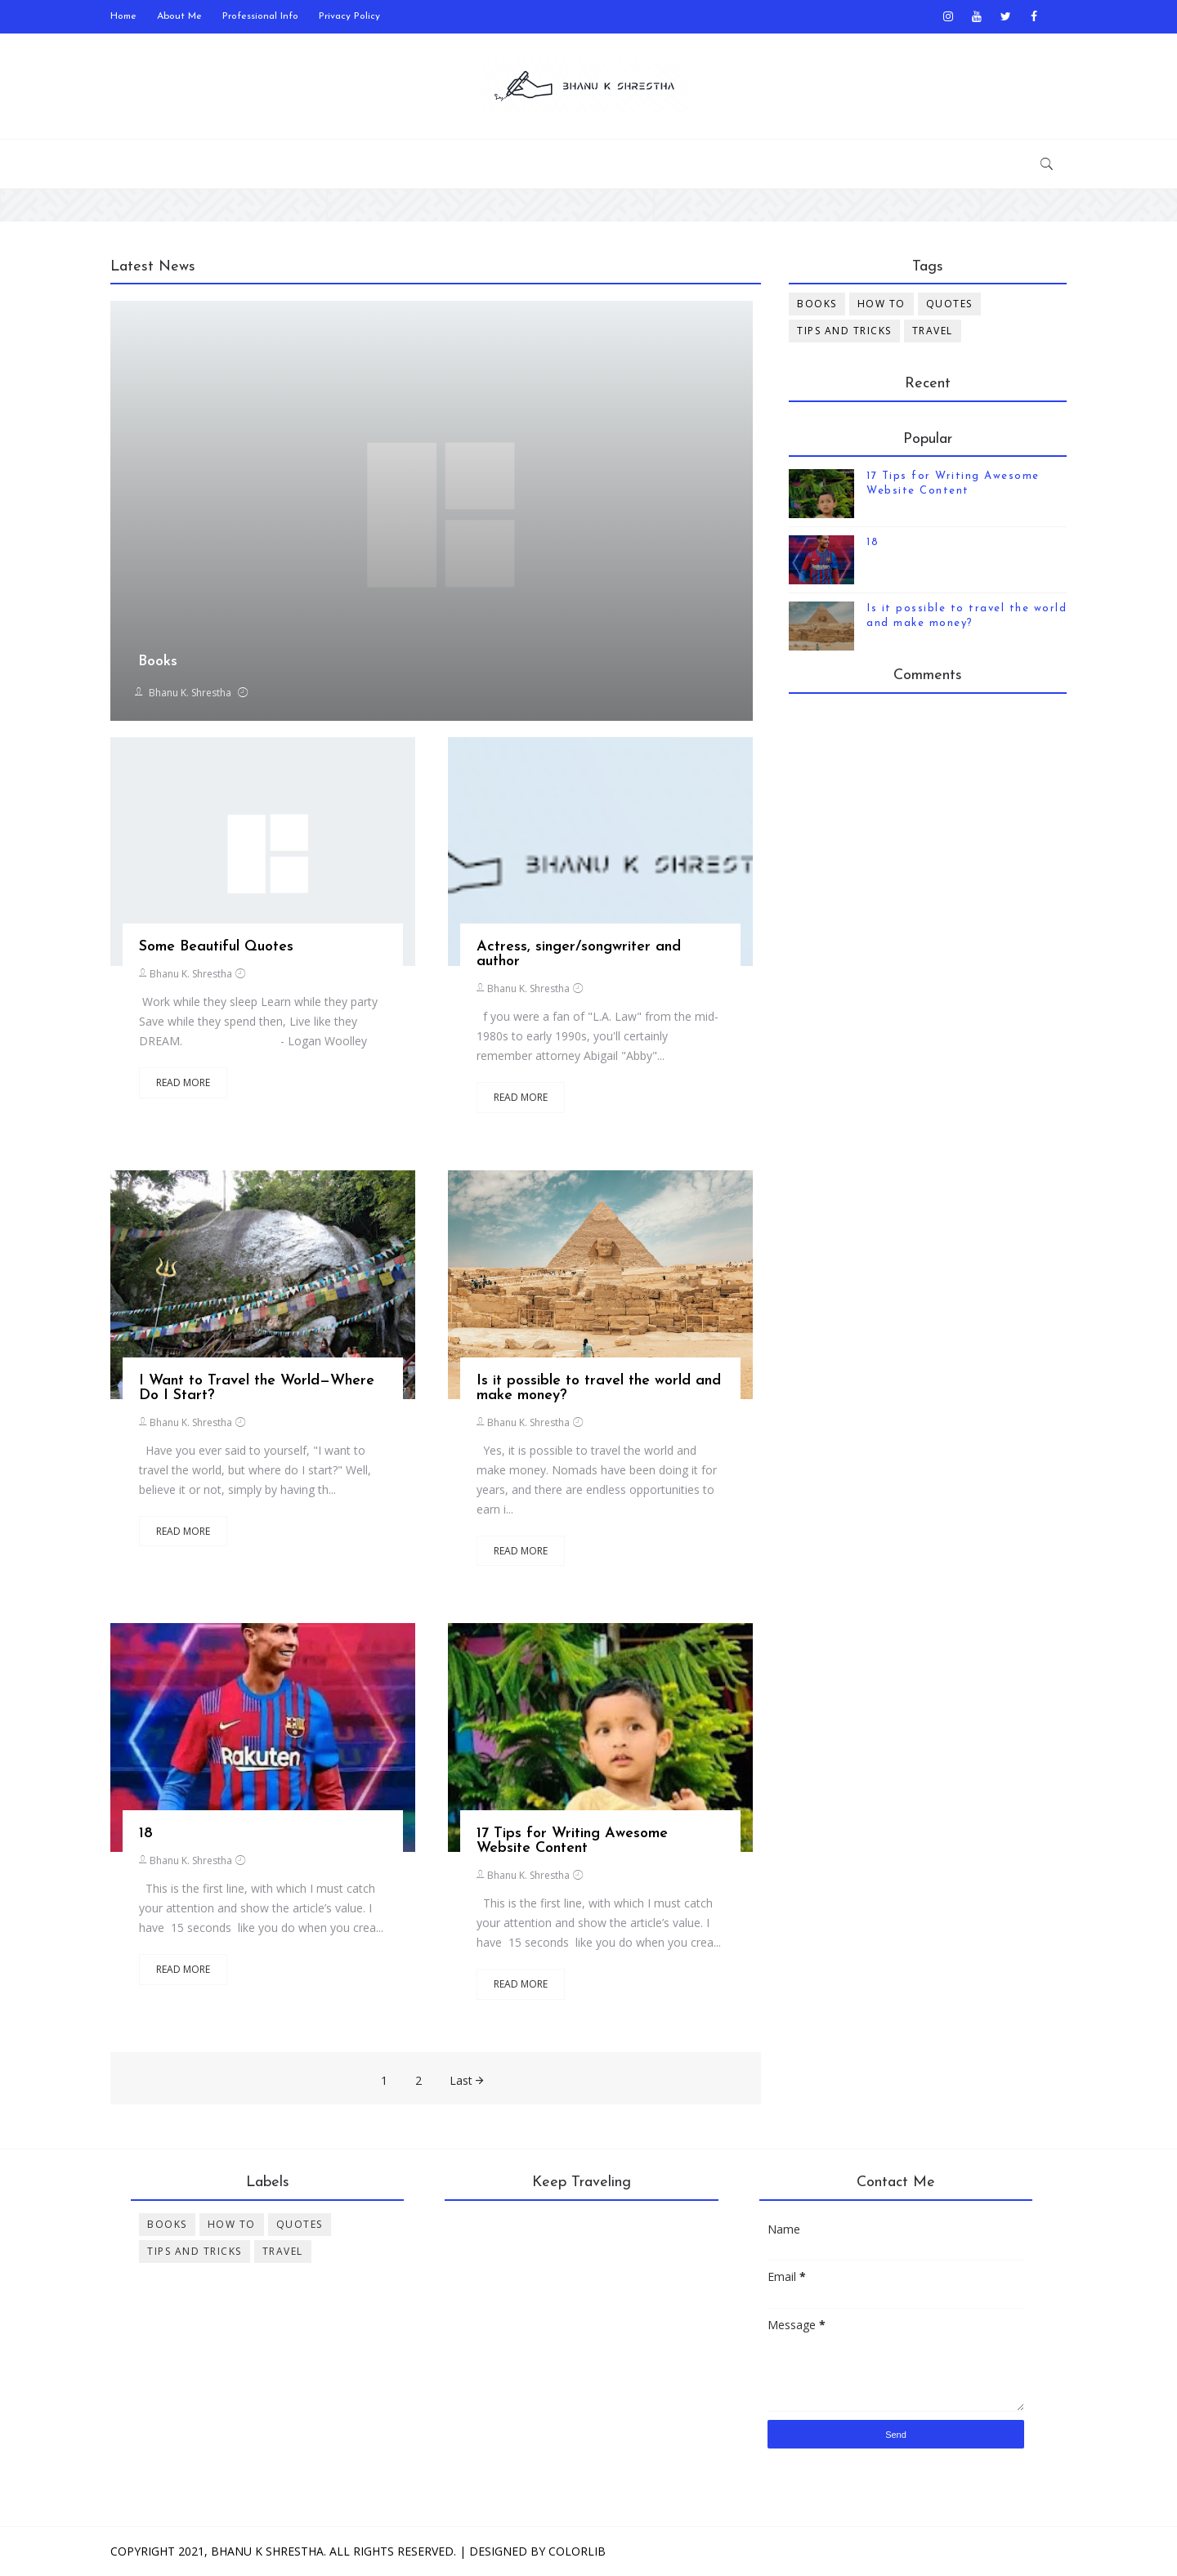 Home About Me Professional Info Privacy Policy
BHANU K SHRESTHA
Latest News
Books
Bhanu K. Shrestha
Some Beautiful Quotes
Bhanu K. Shrestha
Work while they sleep Learn while they party
Save while they spend then, Live like they
DREAM. - Logan Woolley
READ MORE
BHANU K SHREST
Actress, singer/songwriter and
author
Bhanu K. Shrestha
f you were a fan of "L.A. Law" from the mid-
1980s to early 1990s, you'll certainly
remember attorney Abigail "Abby"...
READ MORE
I Want to Travel the World—Where
Do I Start?
Bhanu K. Shrestha
Have you ever said to yourself, "I want to
travel the world, but where do I start?" Well,
believe it or not, simply by having th...
READ MORE
Is it possible to travel the world and
make money?
Bhanu K. Shrestha
Yes, it is possible to travel the world and
make money. Nomads have been doing it for
years, and there are endless opportunities to
earn i...
READ MORE
Rakuten
18
Bhanu K. Shrestha
This is the first line, with which I must catch
your attention and show the article’s value. I
have 15 seconds like you do when you crea...
READ MORE
17 Tips for Writing Awesome
Website Content
Bhanu K. Shrestha
This is the first line, with which I must catch
your attention and show the article’s value. I
have 15 seconds like you do when you crea...
READ MORE
1 2 Last
Tags
BOOKS HOW TO QUOTES
TIPS AND TRICKS TRAVEL
Recent
Popular
17 Tips for Writing Awesome
Website Content
18
Is it possible to travel the world
and make money?
Comments
Labels
BOOKS HOW TO QUOTES
TIPS AND TRICKS TRAVEL
Keep Traveling
Contact Me
Name
Email *
Message *
Send
COPYRIGHT 2021, BHANU K SHRESTHA. ALL RIGHTS RESERVED. | DESIGNED BY COLORLIB